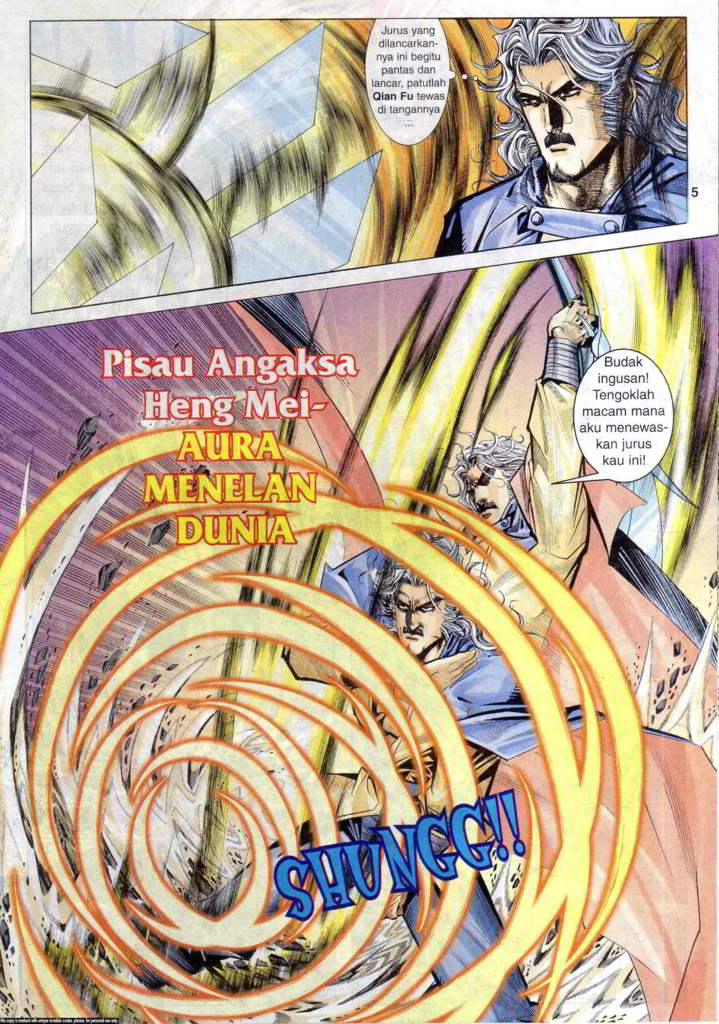 Jurus yang
dilancarkan-
nya ini begitu
pantas dan
lancar, patutlah
Qian Fu tewas
di tangannya
...
5
Pisau Angaksa
Heng Mei-
AURA
MENELAN
DUNIA
Budak
ingusan!
Tengoklah
macam mana
aku menewas-
kan jurus
kau ini!
SHUNGG!!